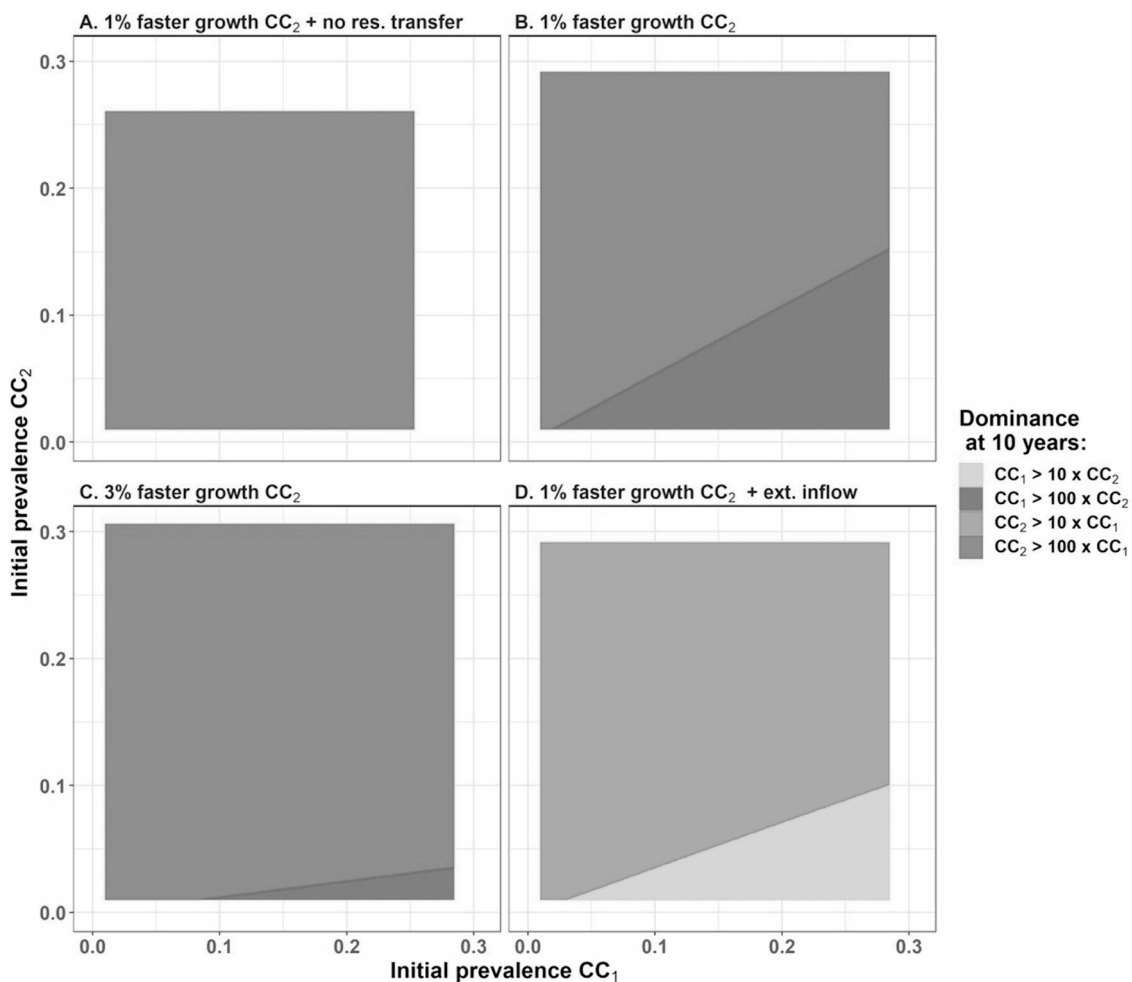 A. 1% faster growth CC₂ + no res. transfer
B. 1% faster growth CC₂
0.3
0.2
0.1
0.0
Initial prevalence CC₂
C. 3% faster growth CC₂
D. 1% faster growth CC₂ + ext. inflow
0.3
0.2
0.1
0.0
0.0 0.1 0.2 0.3
0.0 0.1 0.2 0.3
Initial prevalence CC₁
Dominance
at 10 years:
CC₁ > 10 x CC₂
CC₁ > 100 x CC₂
CC₂ > 10 x CC₁
CC₂ > 100 x CC₁